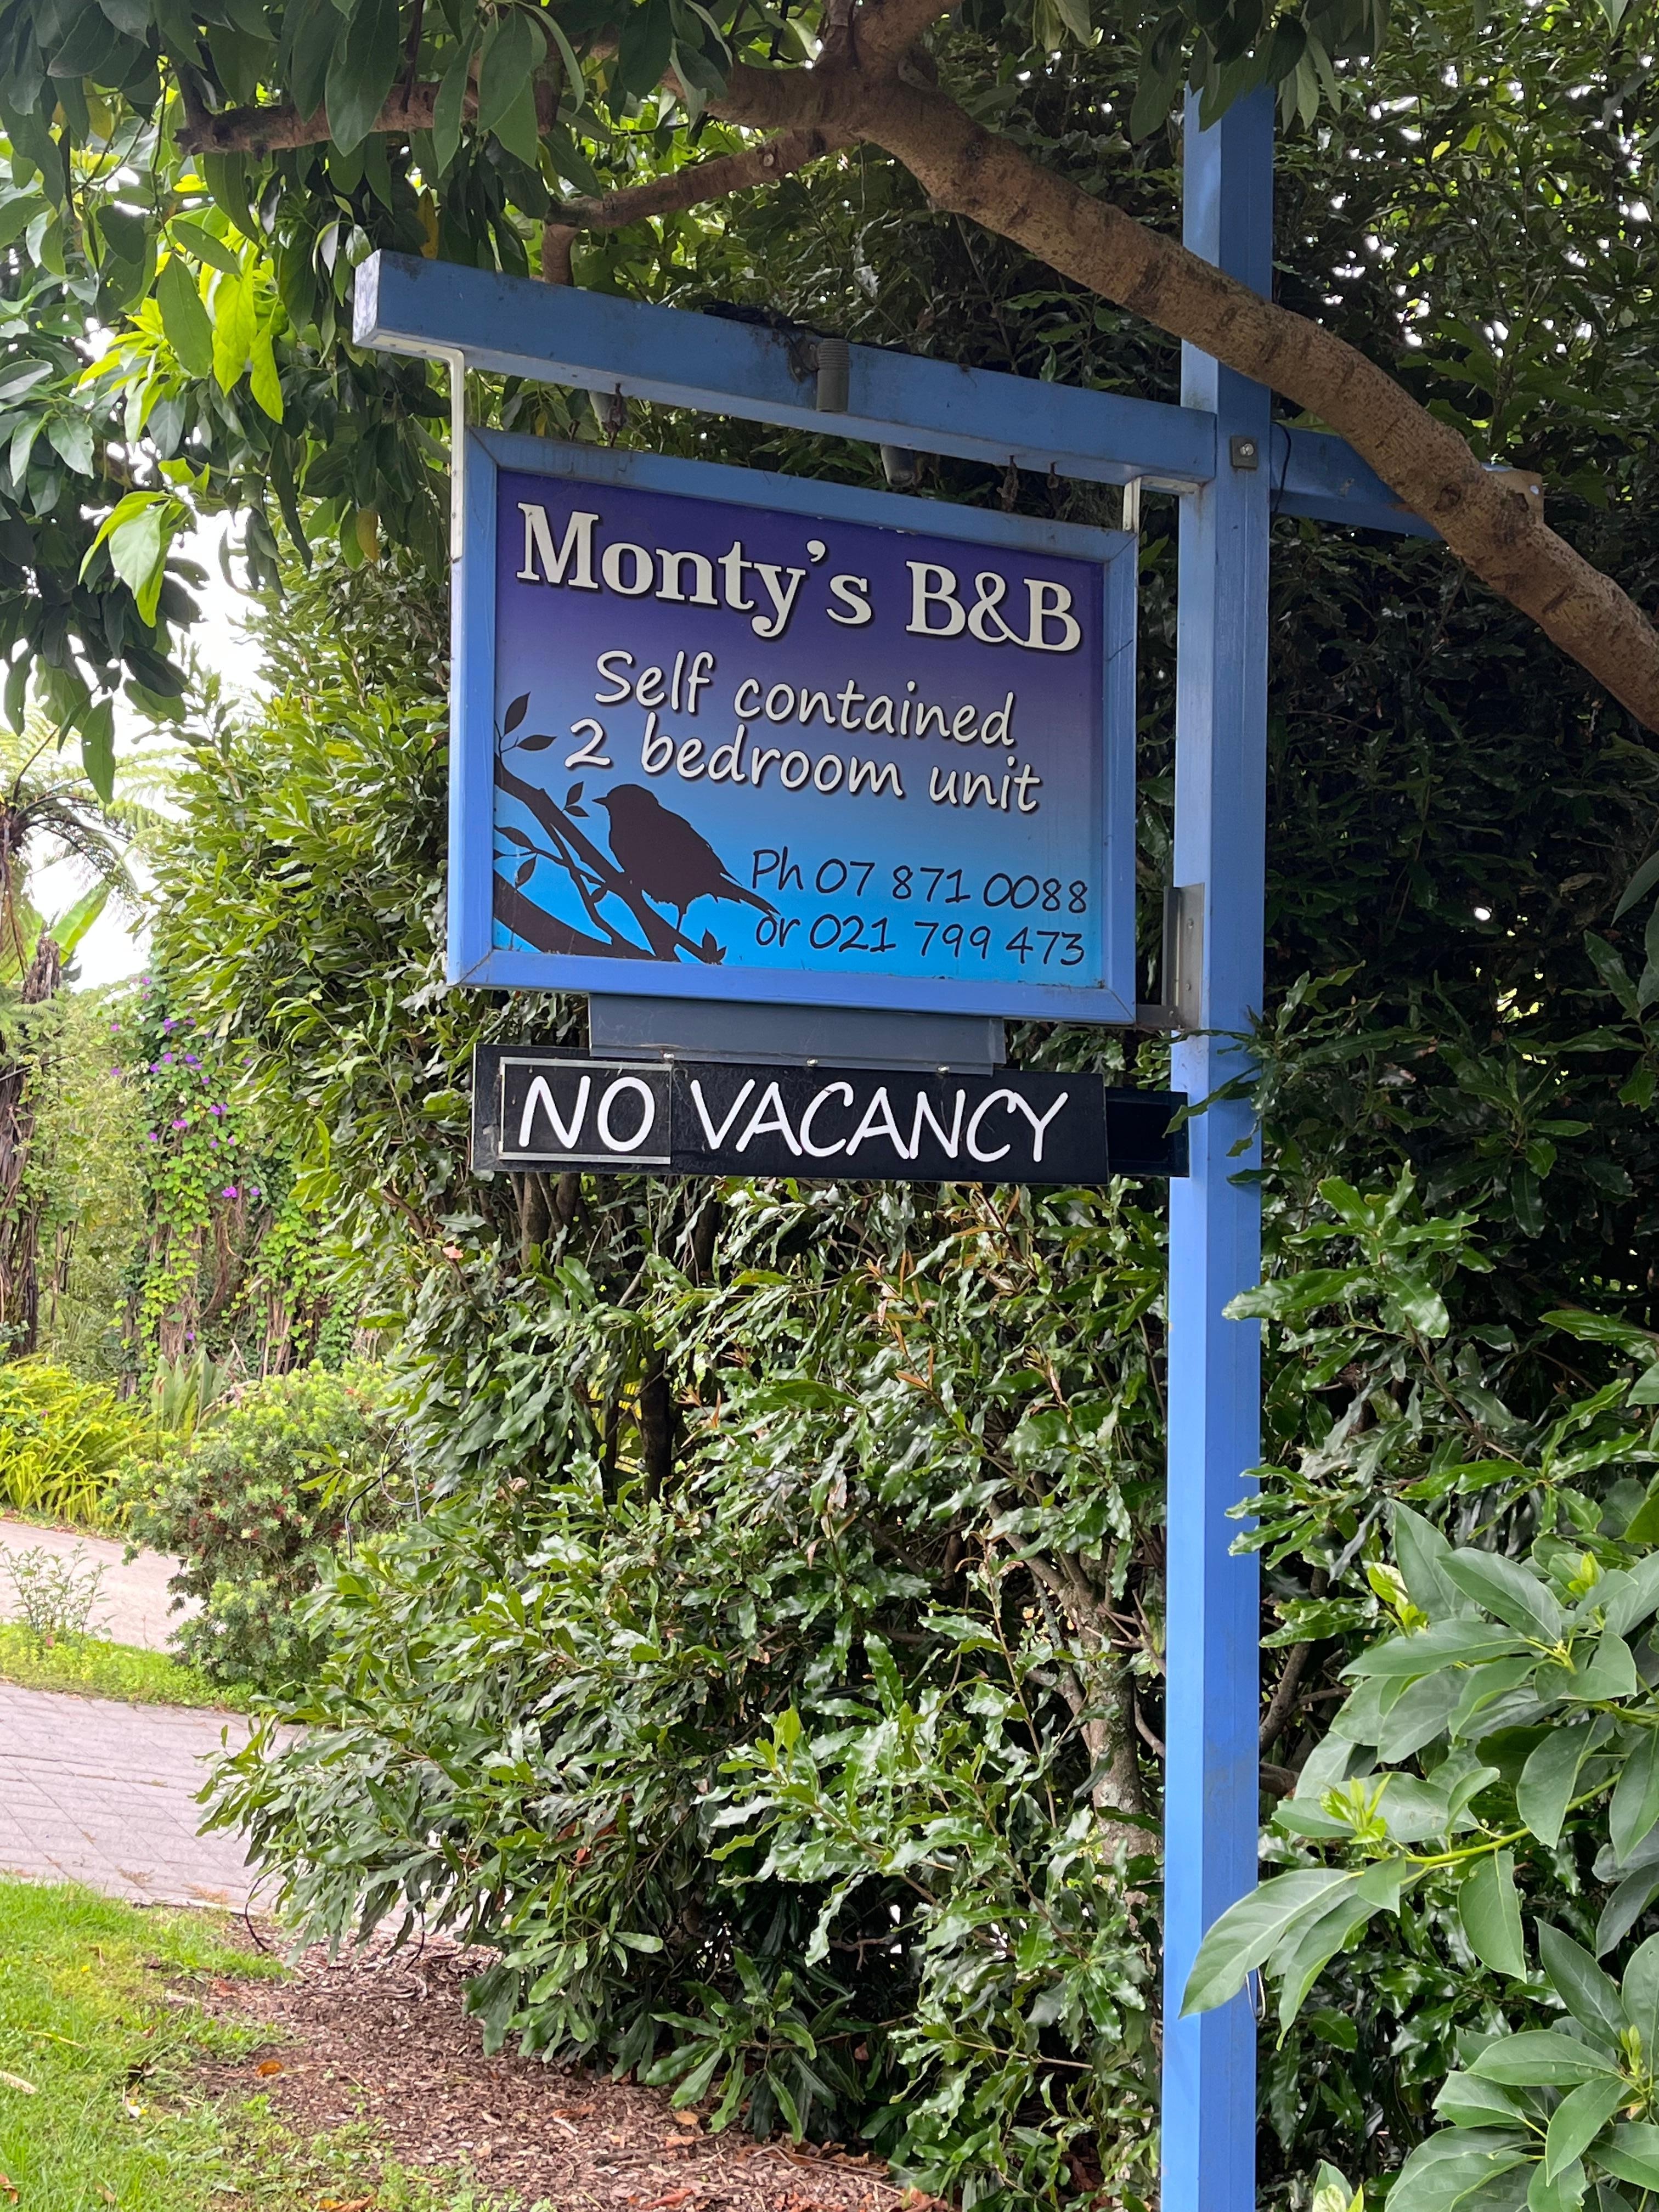 Monty's B&B
Self contained
2 bedroom unit
Ph 07 871 0088
or 021 799 473
NO VACANCY